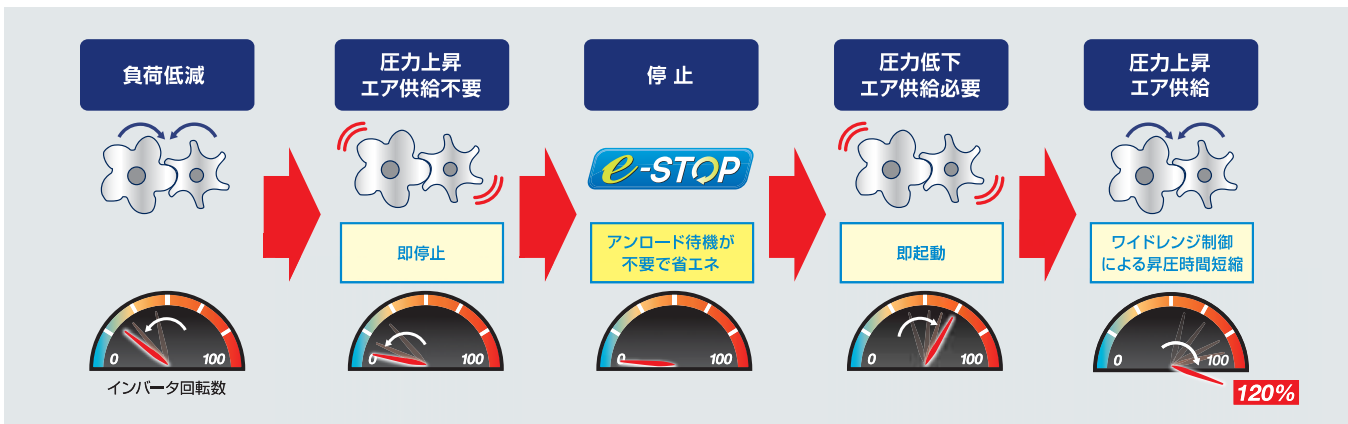 負荷低減
圧力上昇
エア供給不要
停止
圧力低下
エア供給必要
圧力上昇
エア供給
e-STOP
即停止
アンロード待機が
不要で省エネ
即起動
ワイドレンジ制御
による昇圧時間短縮
0 100
インバータ回転数
0 100
0 100
0 100
0 100
120%